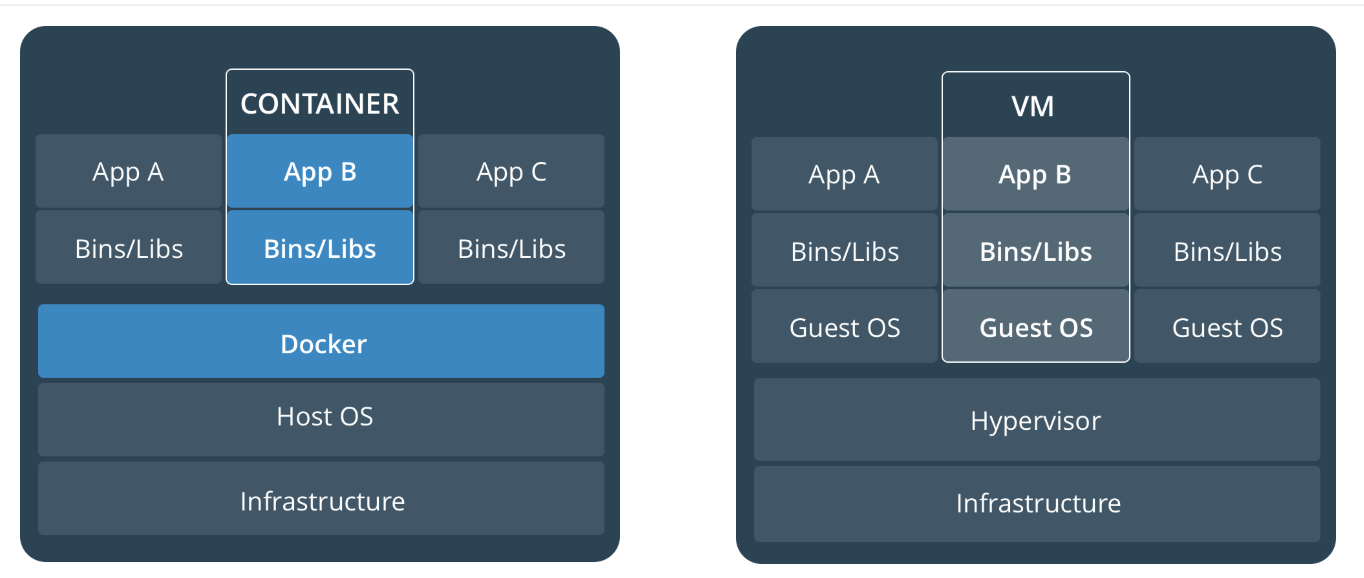 CONTAINER
App A
App B
App C
Bins/Libs
Bins/Libs
Bins/Libs
Docker
Host OS
Infrastructure
VM
App A
App B
App C
Bins/Libs
Bins/Libs
Bins/Libs
Guest OS
Guest OS
Guest OS
Hypervisor
Infrastructure